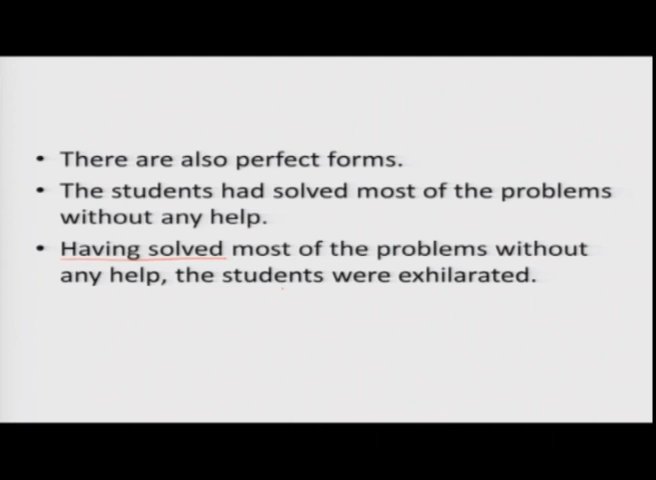 • There are also perfect forms.
• The students had solved most of the problems
without any help.
• Having solved most of the problems without
any help, the students were exhilarated.